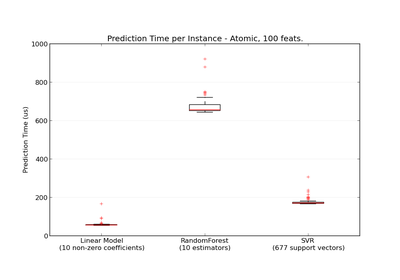 Prediction Time per Instance - Atomic, 100 feats.
1000
800
600
400
200
0
Prediction Time (us)
Linear Model
(10 non-zero coefficients)
RandomForest
(10 estimators)
SVR
(677 support vectors)